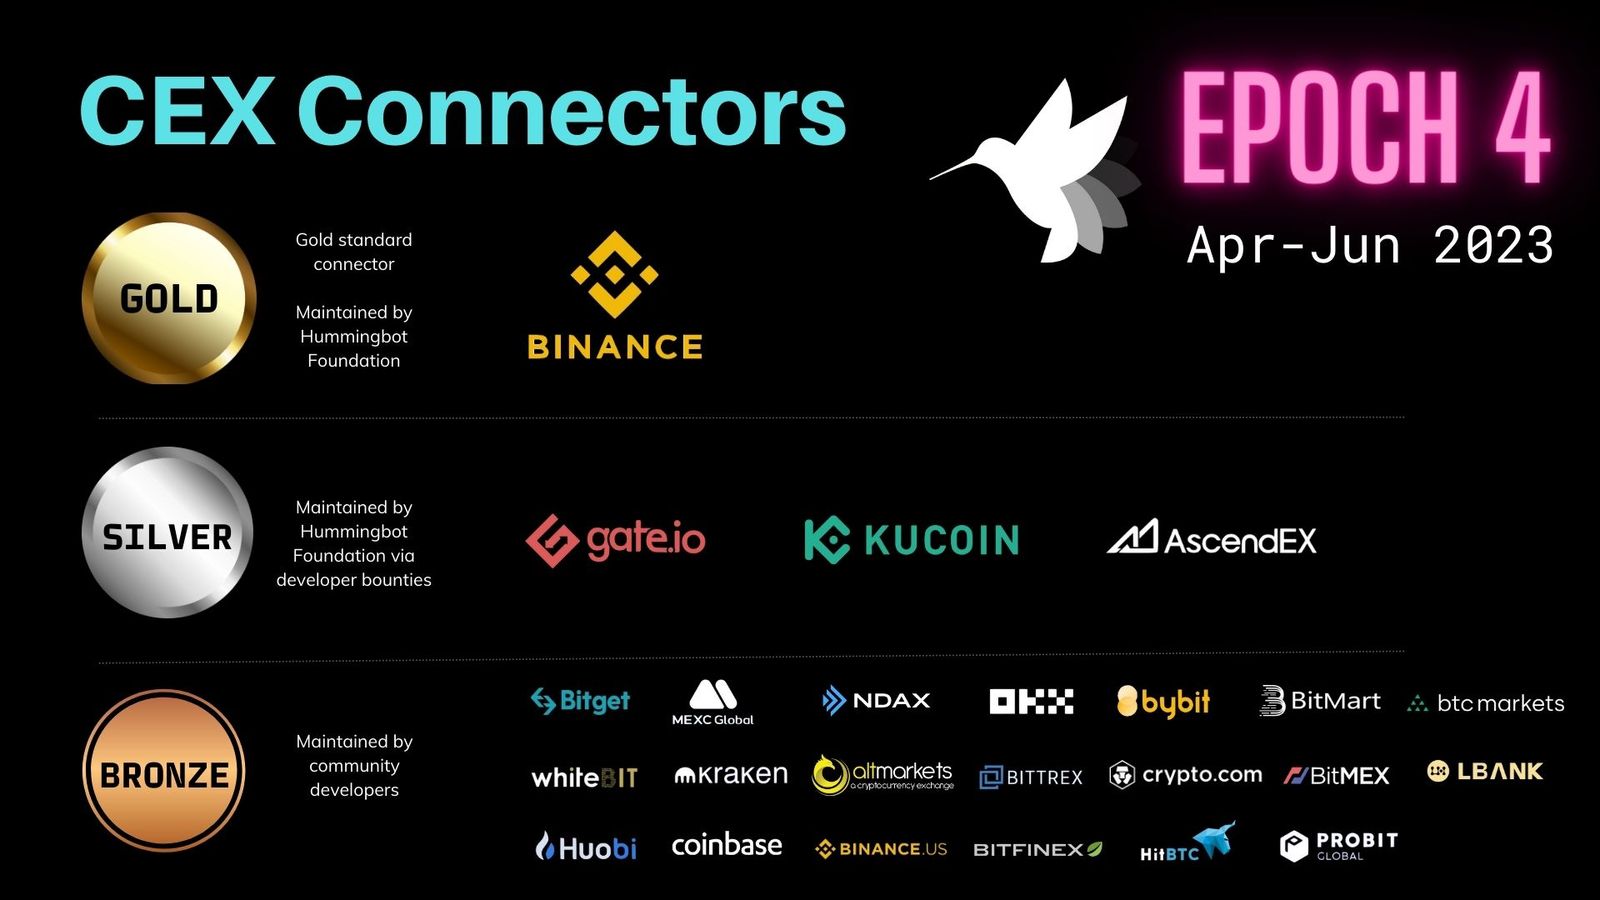 CEX Connectors
EPOCH 4
Apr-Jun 2023
GOLD
Gold standard
connector
Maintained by
Hummingbot
Foundation
BINANCE
SILVER
Maintained by
Hummingbot
Foundation via
developer bounties
gate.io
KUCOIN
AscendEX
BRONZE
Maintained by
community
developers
Bitget
MEXC Global
NDAX
OKX
bybit
BitMart
btcmarkets
whiteBIT
kraken
altmarkets
a cryptocurrency exchange
BITTREX
crypto.com
BitMEX
LBANK
Huobi
coinbase
BINANCE.US
BITFINEX
HitBTC
PROBIT
GLOBAL